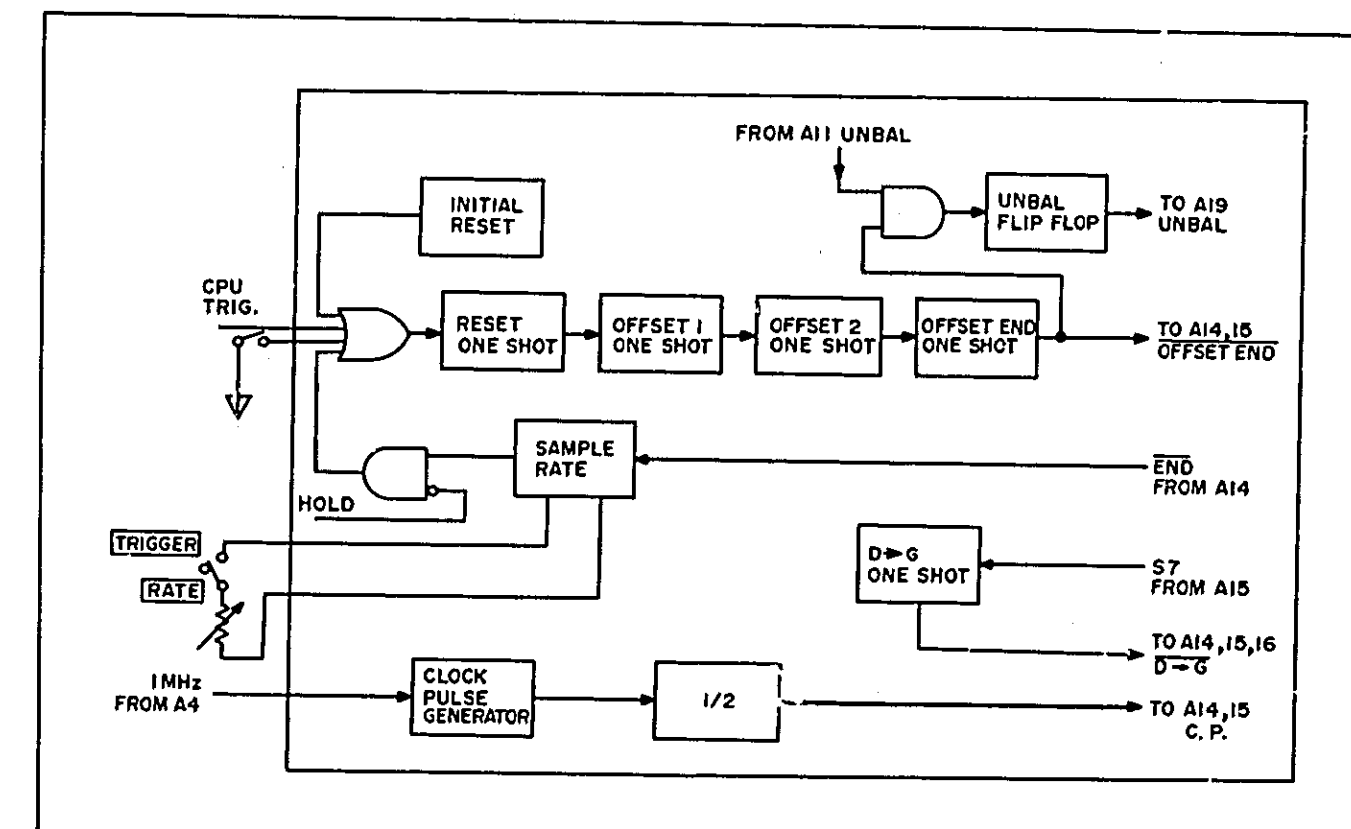 FROM A11 UNBAL
INITIAL
RESET
UNBAL
FLIP FLOP
TO A19
UNBAL
CPU
TRIG.
RESET
ONE SHOT
OFFSET 1
ONE SHOT
OFFSET 2
ONE SHOT
OFFSET END
ONE SHOT
TO A14,15
OFFSET END
SAMPLE
RATE
END
FROM A14
HOLD
TRIGGER
RATE
D→G
ONE SHOT
S7
FROM A15
TO A14,15,16
D→G
1MHz
FROM A4
CLOCK
PULSE
GENERATOR
1/2
TO A14,15
C. P.